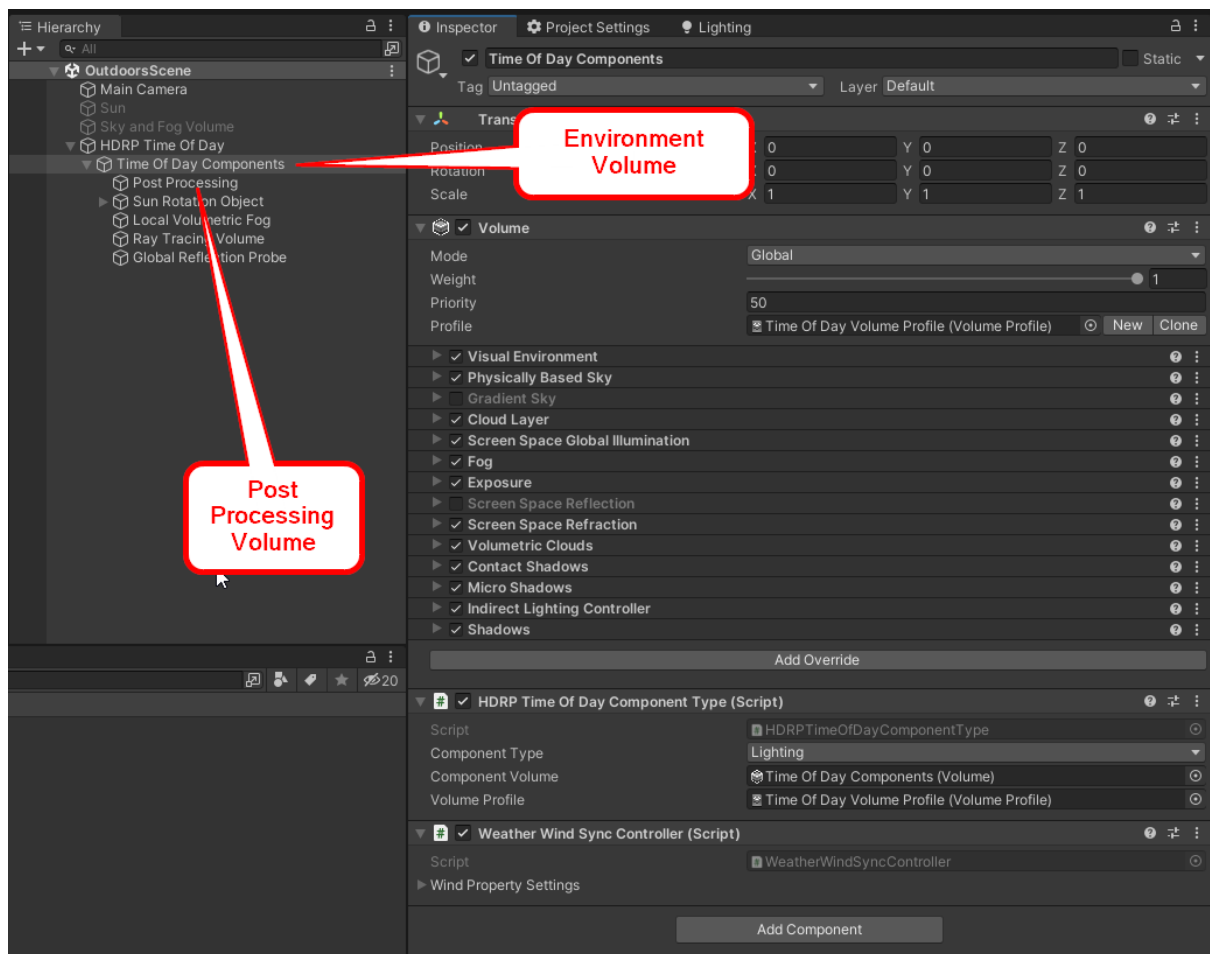 Hierarchy
All
OutdoorsScene
Main Camera
Sun
Sky and Fog Volume
HDRP Time Of Day
Time Of Day Components
Post Processing
Sun Rotation Object
Local Volumetric Fog
Ray Tracing Volume
Global Reflection Probe
Post
Processing
Volume
20
Inspector Project Settings Lighting
Time Of Day Components Static
Tag Untagged Layer Default
Trans
Environment
Volume
Position 0 Y 0 Z 0
Rotation 0 Y 0 Z 0
Scale X 1 Y 1 Z 1
Volume
Mode Global
Weight 1
Priority 50
Profile Time Of Day Volume Profile (Volume Profile) New Clone
Visual Environment
Physically Based Sky
Gradient Sky
Cloud Layer
Screen Space Global Illumination
Fog
Exposure
Screen Space Reflection
Screen Space Refraction
Volumetric Clouds
Contact Shadows
Micro Shadows
Indirect Lighting Controller
Shadows
Add Override
# HDRP Time Of Day Component Type (Script)
Script HDRPTimeOfDayComponentType
Component Type Lighting
Component Volume Time Of Day Components (Volume)
Volume Profile Time Of Day Volume Profile (Volume Profile)
# Weather Wind Sync Controller (Script)
Script WeatherWindSyncController
Wind Property Settings
Add Component